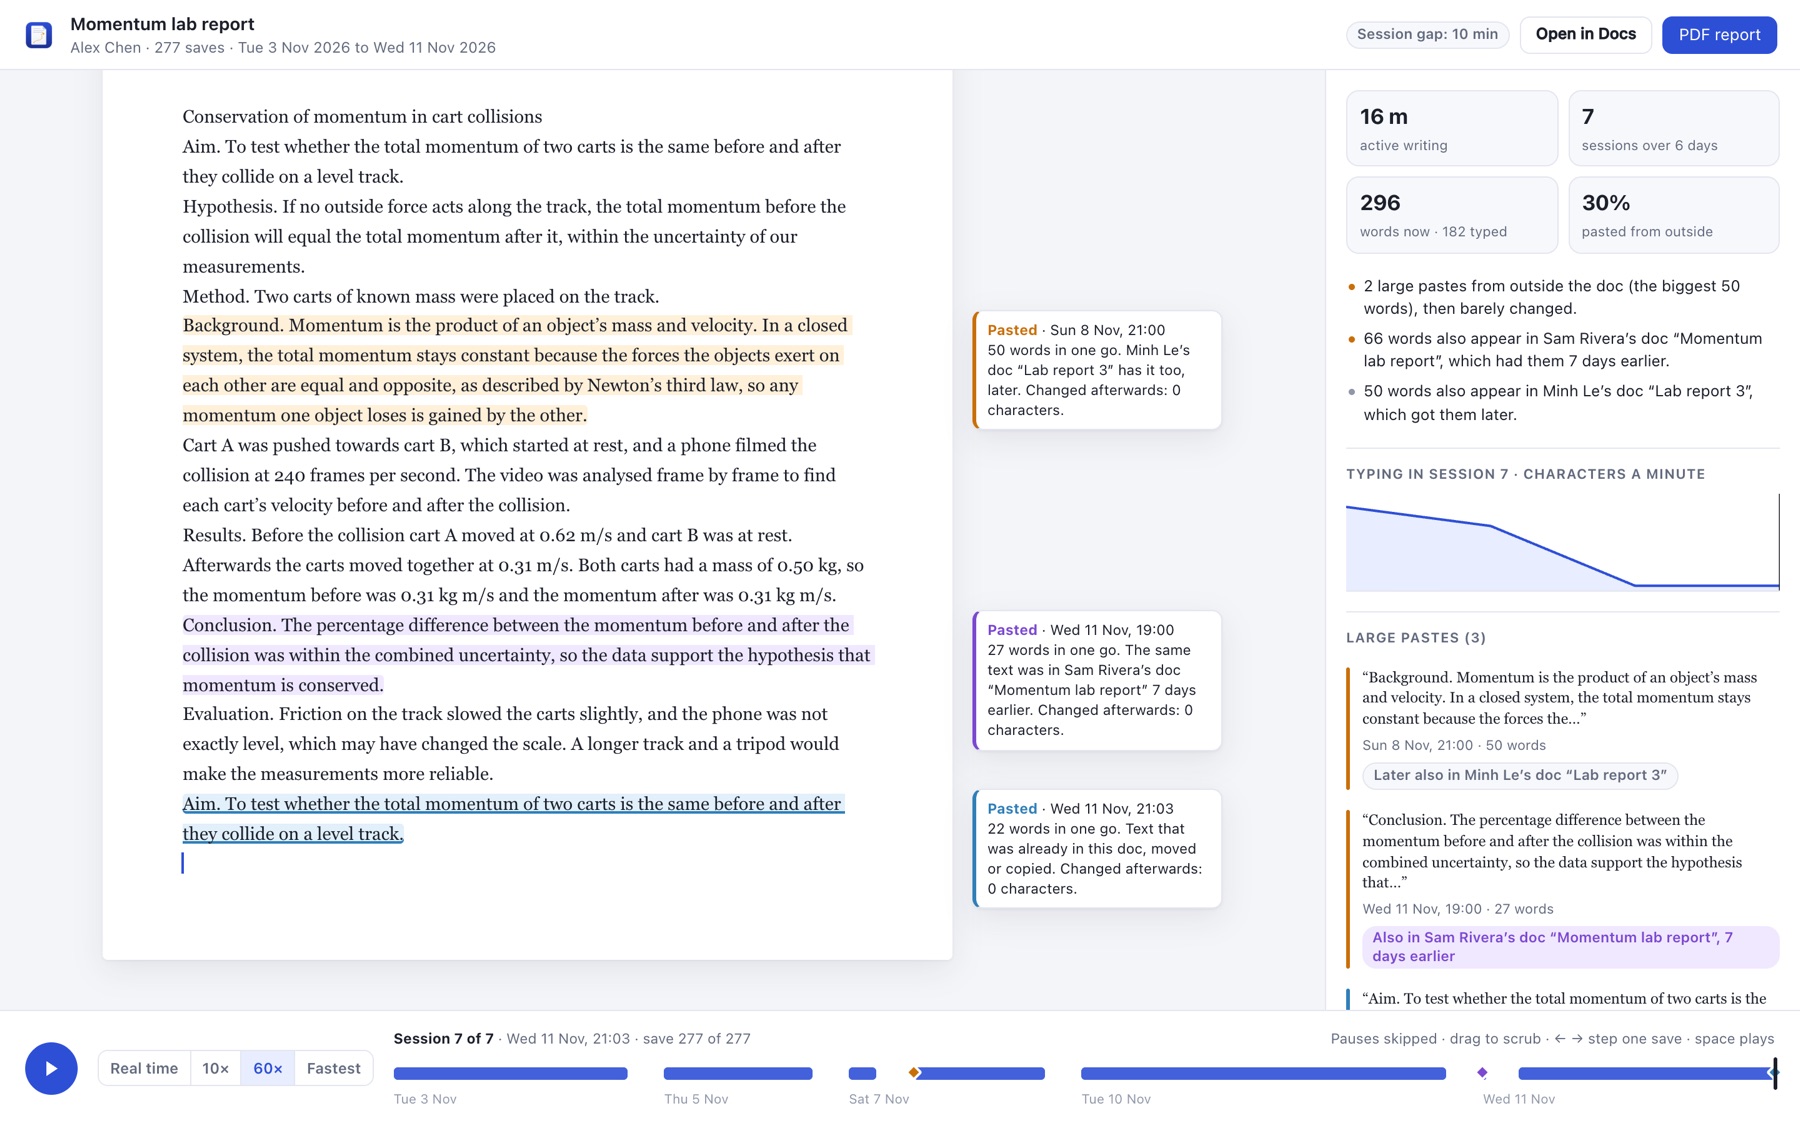 Momentum lab report
Alex Chen · 277 saves · Tue 3 Nov 2026 to Wed 11 Nov 2026
Session gap: 10 min
Open in Docs
PDF report
Conservation of momentum in cart collisions
Aim. To test whether the total momentum of two carts is the same before and after
they collide on a level track.
Hypothesis. If no outside force acts along the track, the total momentum before the
collision will equal the total momentum after it, within the uncertainty of our
measurements.
Method. Two carts of known mass were placed on the track.
Background. Momentum is the product of an object’s mass and velocity. In a closed
system, the total momentum stays constant because the forces the objects exert on
each other are equal and opposite, as described by Newton’s third law, so any
momentum one object loses is gained by the other.
Cart A was pushed towards cart B, which started at rest, and a phone filmed the
collision at 240 frames per second. The video was analysed frame by frame to find
each cart’s velocity before and after the collision.
Results. Before the collision cart A moved at 0.62 m/s and cart B was at rest.
Afterwards the carts moved together at 0.31 m/s. Both carts had a mass of 0.50 kg, so
the momentum before was 0.31 kg m/s and the momentum after was 0.31 kg m/s.
Conclusion. The percentage difference between the momentum before and after the
collision was within the combined uncertainty, so the data support the hypothesis that
momentum is conserved.
Evaluation. Friction on the track slowed the carts slightly, and the phone was not
exactly level, which may have changed the scale. A longer track and a tripod would
make the measurements more reliable.
Aim. To test whether the total momentum of two carts is the same before and after
they collide on a level track.
Pasted · Sun 8 Nov, 21:00
50 words in one go. Minh Le’s
doc “Lab report 3” has it too,
later. Changed afterwards: 0
characters.
Pasted · Wed 11 Nov, 19:00
27 words in one go. The same
text was in Sam Rivera’s doc
“Momentum lab report” 7 days
earlier. Changed afterwards: 0
characters.
Pasted · Wed 11 Nov, 21:03
22 words in one go. Text that
was already in this doc, moved
or copied. Changed afterwards:
0 characters.
16 m
active writing
7
sessions over 6 days
296
words now · 182 typed
30%
pasted from outside
2 large pastes from outside the doc (the biggest 50
words), then barely changed.
66 words also appear in Sam Rivera’s doc “Momentum
lab report”, which had them 7 days earlier.
50 words also appear in Minh Le’s doc “Lab report 3”,
which got them later.
TYPING IN SESSION 7 · CHARACTERS A MINUTE
LARGE PASTES (3)
“Background. Momentum is the product of an object’s mass
and velocity. In a closed system, the total momentum stays
constant because the forces the…”
Sun 8 Nov, 21:00 · 50 words
Later also in Minh Le’s doc “Lab report 3”
“Conclusion. The percentage difference between the
momentum before and after the collision was within the
combined uncertainty, so the data support the hypothesis
that…”
Wed 11 Nov, 19:00 · 27 words
Also in Sam Rivera’s doc “Momentum lab report”, 7
days earlier
“Aim. To test whether the total momentum of two carts is the
Real time
10×
60×
Fastest
Session 7 of 7 · Wed 11 Nov, 21:03 · save 277 of 277
Pauses skipped · drag to scrub · ← → step one save · space plays
Tue 3 Nov
Thu 5 Nov
Sat 7 Nov
Tue 10 Nov
Wed 11 Nov